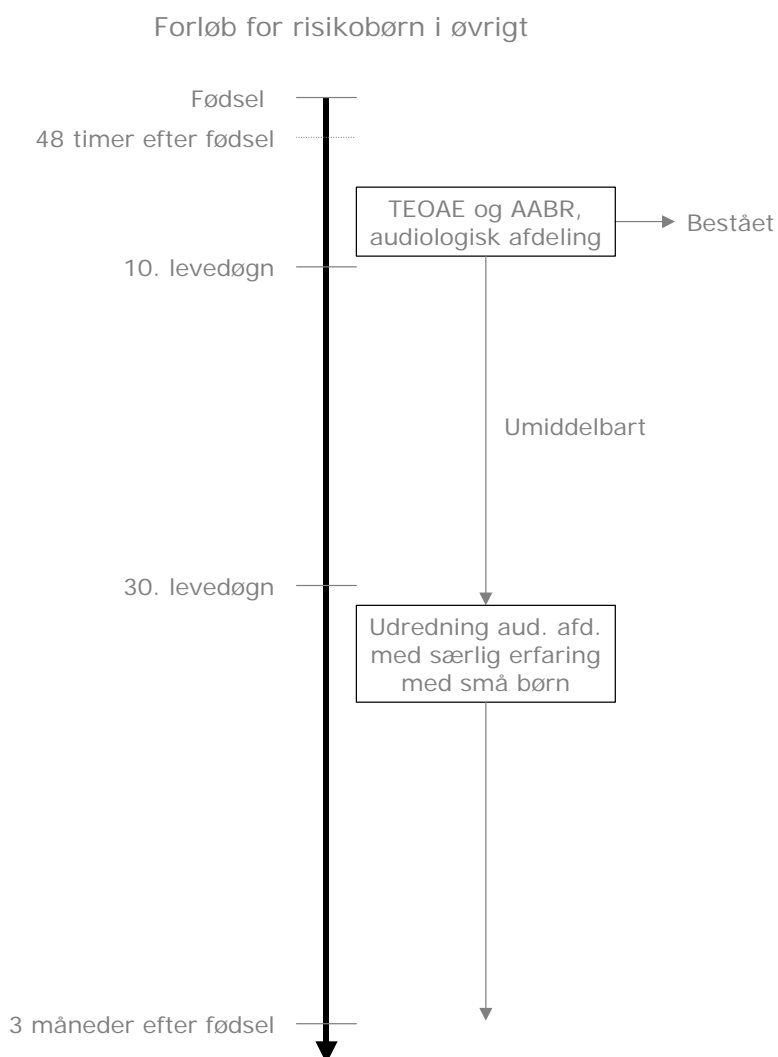 Forløb for risikobørn i øvrigt
Fødsel
48 timer efter fødsel
TEOAE og AABR,
audiologisk afdeling
Bestået
10. levedøgn
Umiddelbart
30. levedøgn
Udredning aud. afd.
med særlig erfaring
med små børn
3 måneder efter fødsel